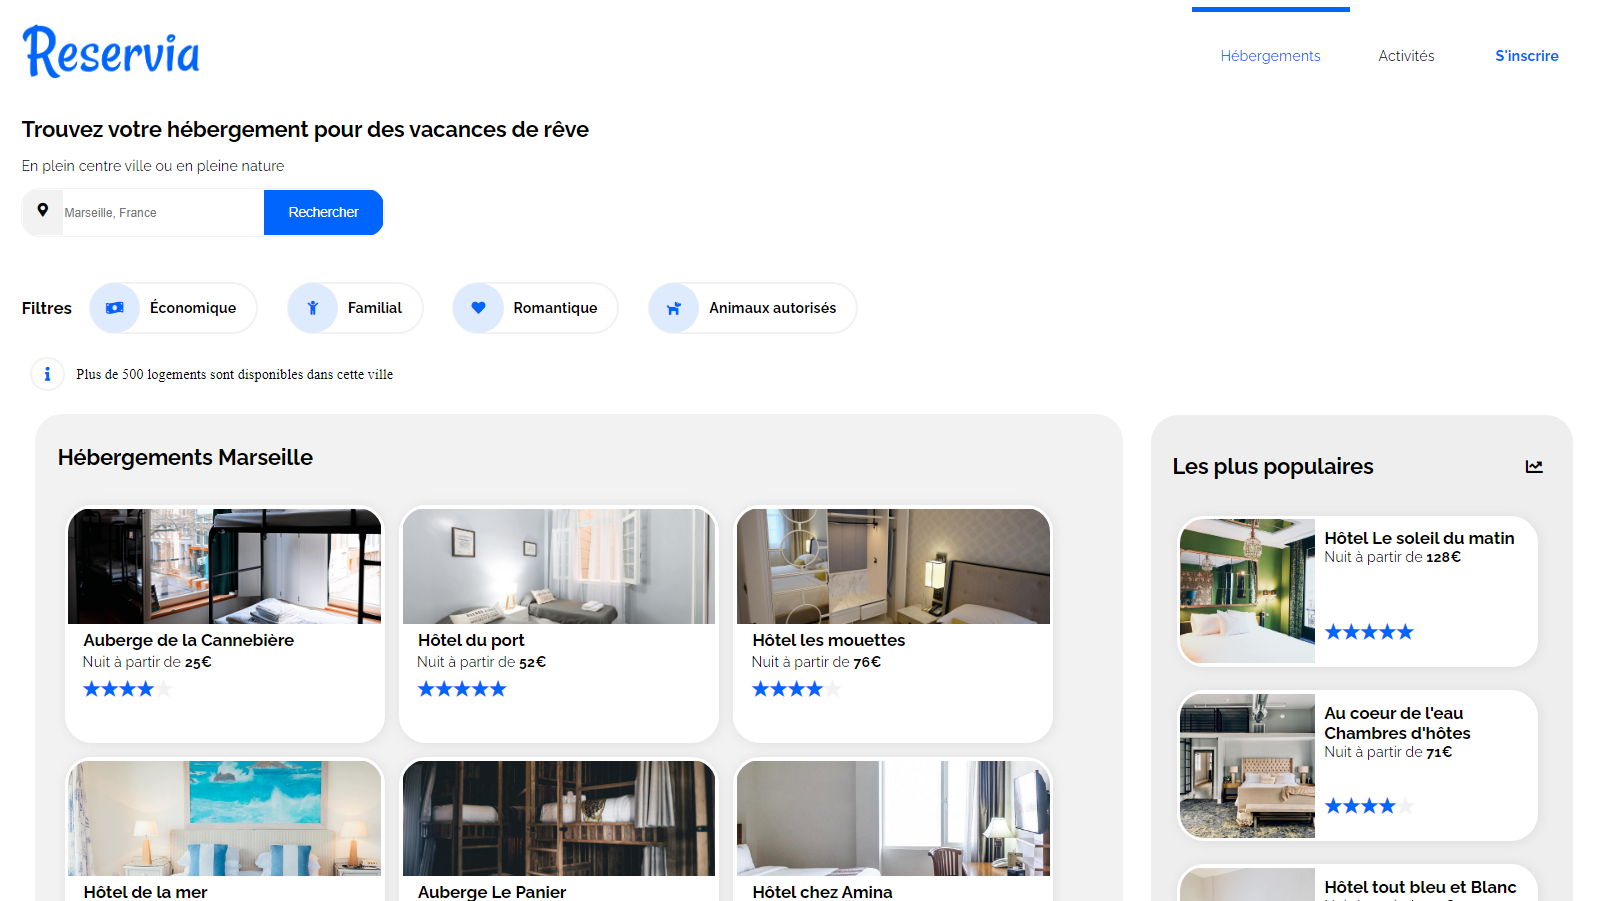 Reservia
Hébergements
Activités
S'inscrire
Trouvez votre hébergement pour des vacances de rêve
En plein centre ville ou en pleine nature
Marseille, France
Rechercher
Filtres
Économique
Familial
Romantique
Animaux autorisés
Plus de 500 logements sont disponibles dans cette ville
Hébergements Marseille
Auberge de la Cannebière
Nuit à partir de 25€
Hôtel du port
Nuit à partir de 52€
Hôtel les mouettes
Nuit à partir de 76€
Hôtel de la mer
Auberge Le Panier
Hôtel chez Amina
Les plus populaires
Hôtel Le soleil du matin
Nuit à partir de 128€
Au coeur de l'eau
Chambres d'hôtes
Nuit à partir de 71€
Hôtel tout bleu et Blanc